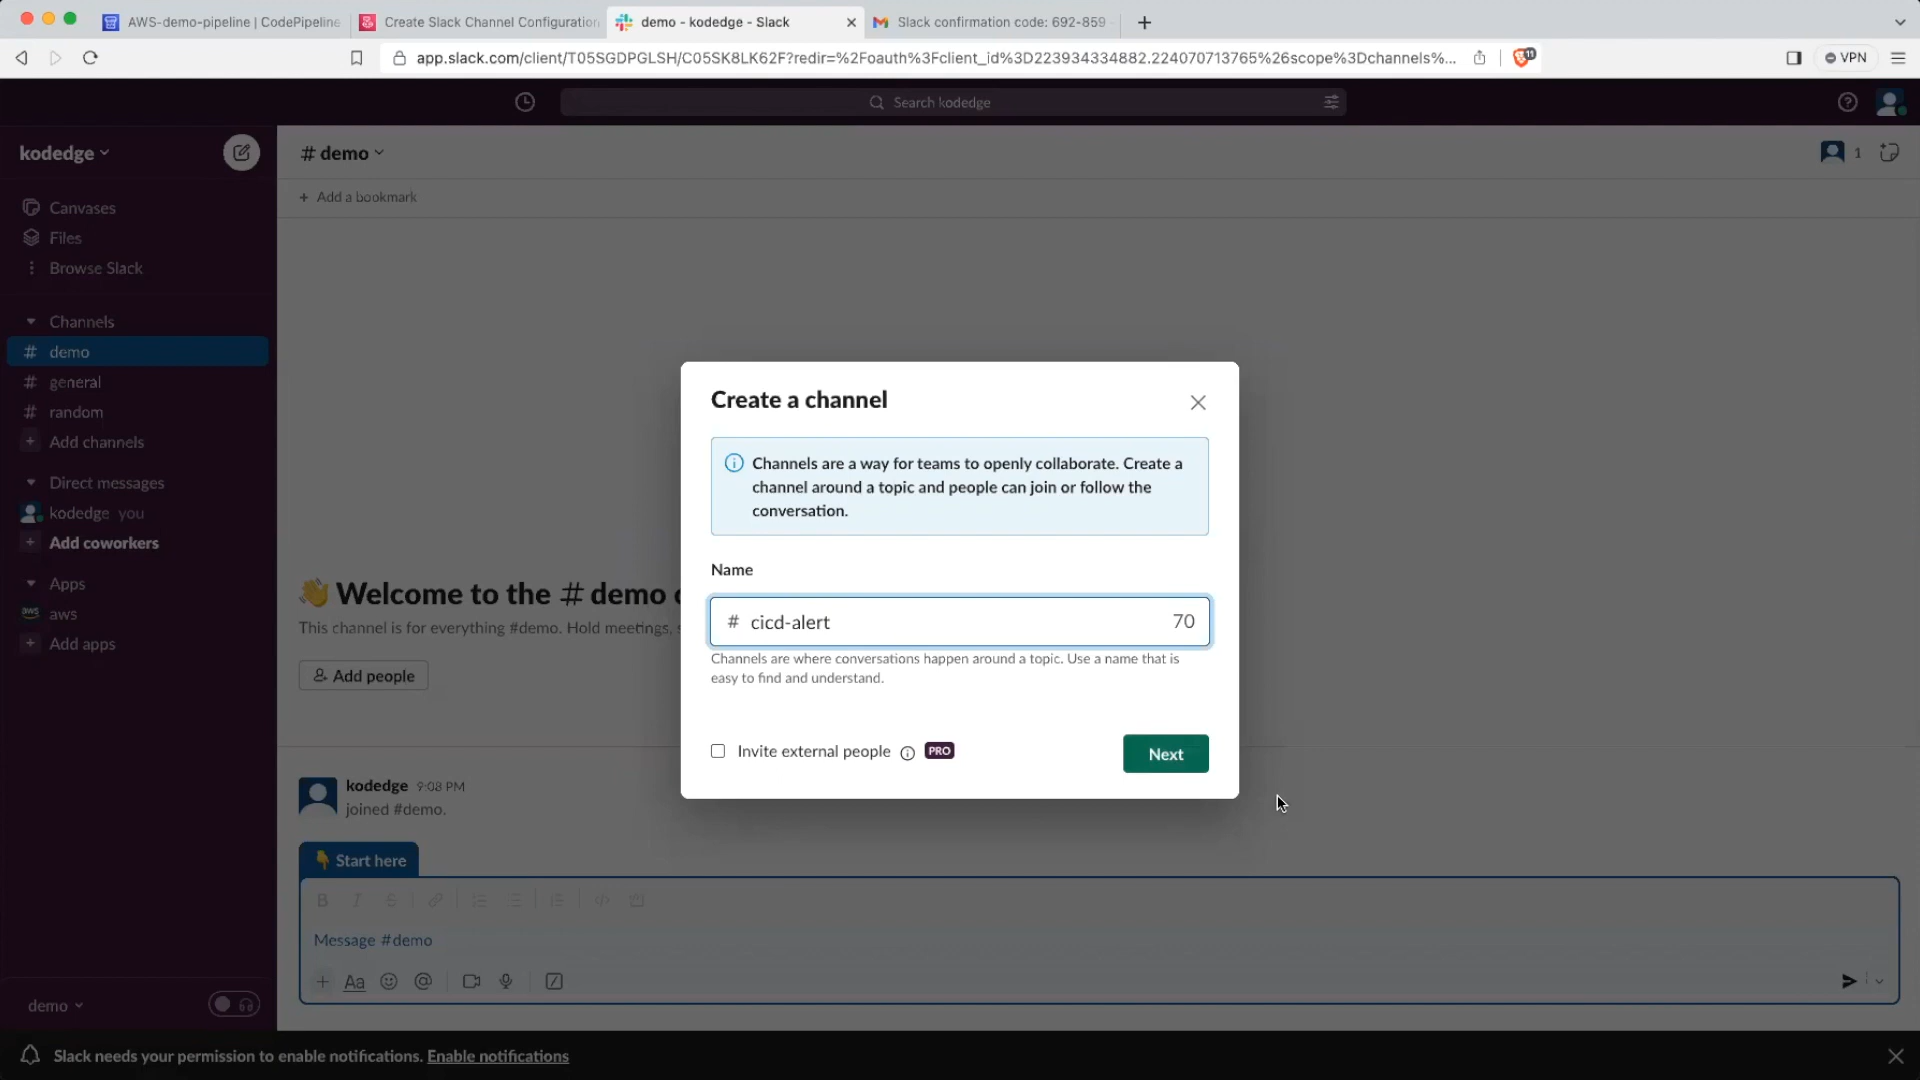 AWS-demo-pipeline | CodePipeline
Create Slack Channel Configuration
demo - kodedge - Slack
Slack confirmation code: 692-859
app.slack.com/client/T05SGDPGLSH/C05SK8LK62F?redir=%2Foauth%3Fclient_id%3D223934334882.224070713765%26scope%3Dchannels%...
11
VPN
Search kodedge
kodedge
# demo
1
+ Add a bookmark
Canvases
Files
Browse Slack
Channels
# demo
# general
# random
+ Add channels
Direct messages
kodedge you
+ Add coworkers
Apps
aws aws
+ Add apps
demo
Create a channel
Channels are a way for teams to openly collaborate. Create a
channel around a topic and people can join or follow the
conversation.
Name
# cicd-alert 70
Channels are where conversations happen around a topic. Use a name that is
easy to find and understand.
Invite external people PRO
Next
Welcome to the # demo
This channel is for everything #demo. Hold meetings,
Add people
kodedge 9:08 PM
joined #demo.
Start here
B I S
Message #demo
+ Aa @
Slack needs your permission to enable notifications. Enable notifications